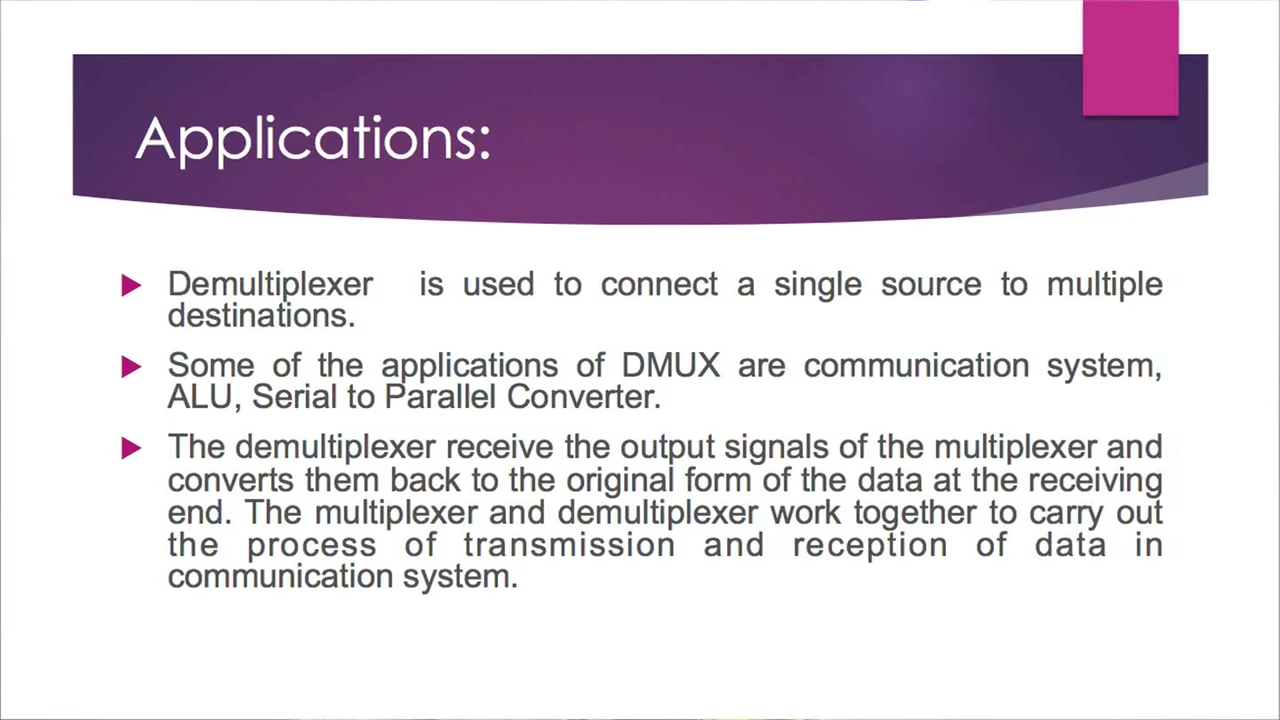 Applications:
Demultiplexer is used to connect a single source to multiple
destinations.
Some of the applications of DMUX are communication system,
ALU, Serial to Parallel Converter.
The demultiplexer receive the output signals of the multiplexer and
converts them back to the original form of the data at the receiving
end. The multiplexer and demultiplexer work together to carry out
the process of transmission and reception of data in
communication system.